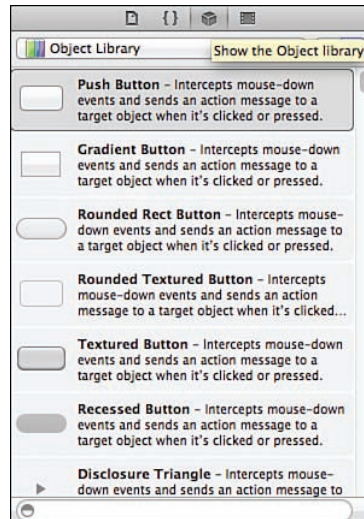 { }
Object Library
Show the Object library
Push Button – Intercepts mouse-down
events and sends an action message to a
target object when it's clicked or pressed.
Gradient Button – Intercepts mouse-down
events and sends an action message to a
target object when it's clicked or pressed.
Rounded Rect Button – Intercepts mouse-
down events and sends an action message to
a target object when it's clicked or pressed.
Rounded Textured Button – Intercepts
mouse-down events and sends an action
message to a target object when it's clicked...
Textured Button – Intercepts mouse-down
events and sends an action message to a
target object when it's clicked or pressed.
Recessed Button – Intercepts mouse-down
events and sends an action message to a
target object when it's clicked or pressed.
Disclosure Triangle – Intercepts mouse-
down events and sends an action message to